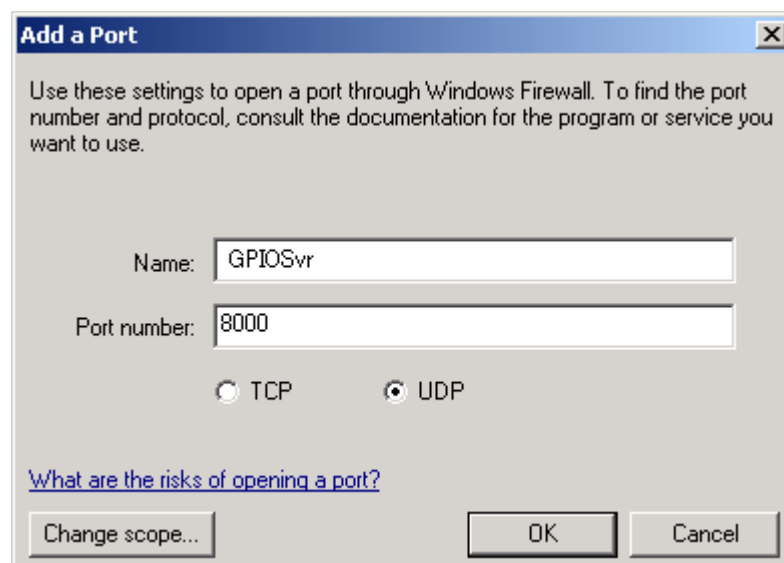 Add a Port
Use these settings to open a port through Windows Firewall. To find the port
number and protocol, consult the documentation for the program or service you
want to use.
Name: GPIOSvr
Port number: 8000
TCP UDP
What are the risks of opening a port?
Change scope... OK Cancel